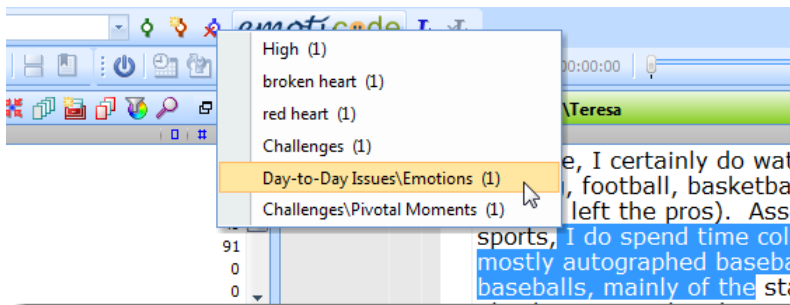 emoticode
High (1)
:00:00
broken heart (1)
red heart (1)
\Teresa
Challenges (1)
Day-to-Day Issues\Emotions (1)
Challenges\Pivotal Moments (1)
e, I certainly do wat
, football, basketba
left the pros). Ass
sports, I do spend time col
mostly autographed baseba
baseballs, mainly of the sta
91
0
0